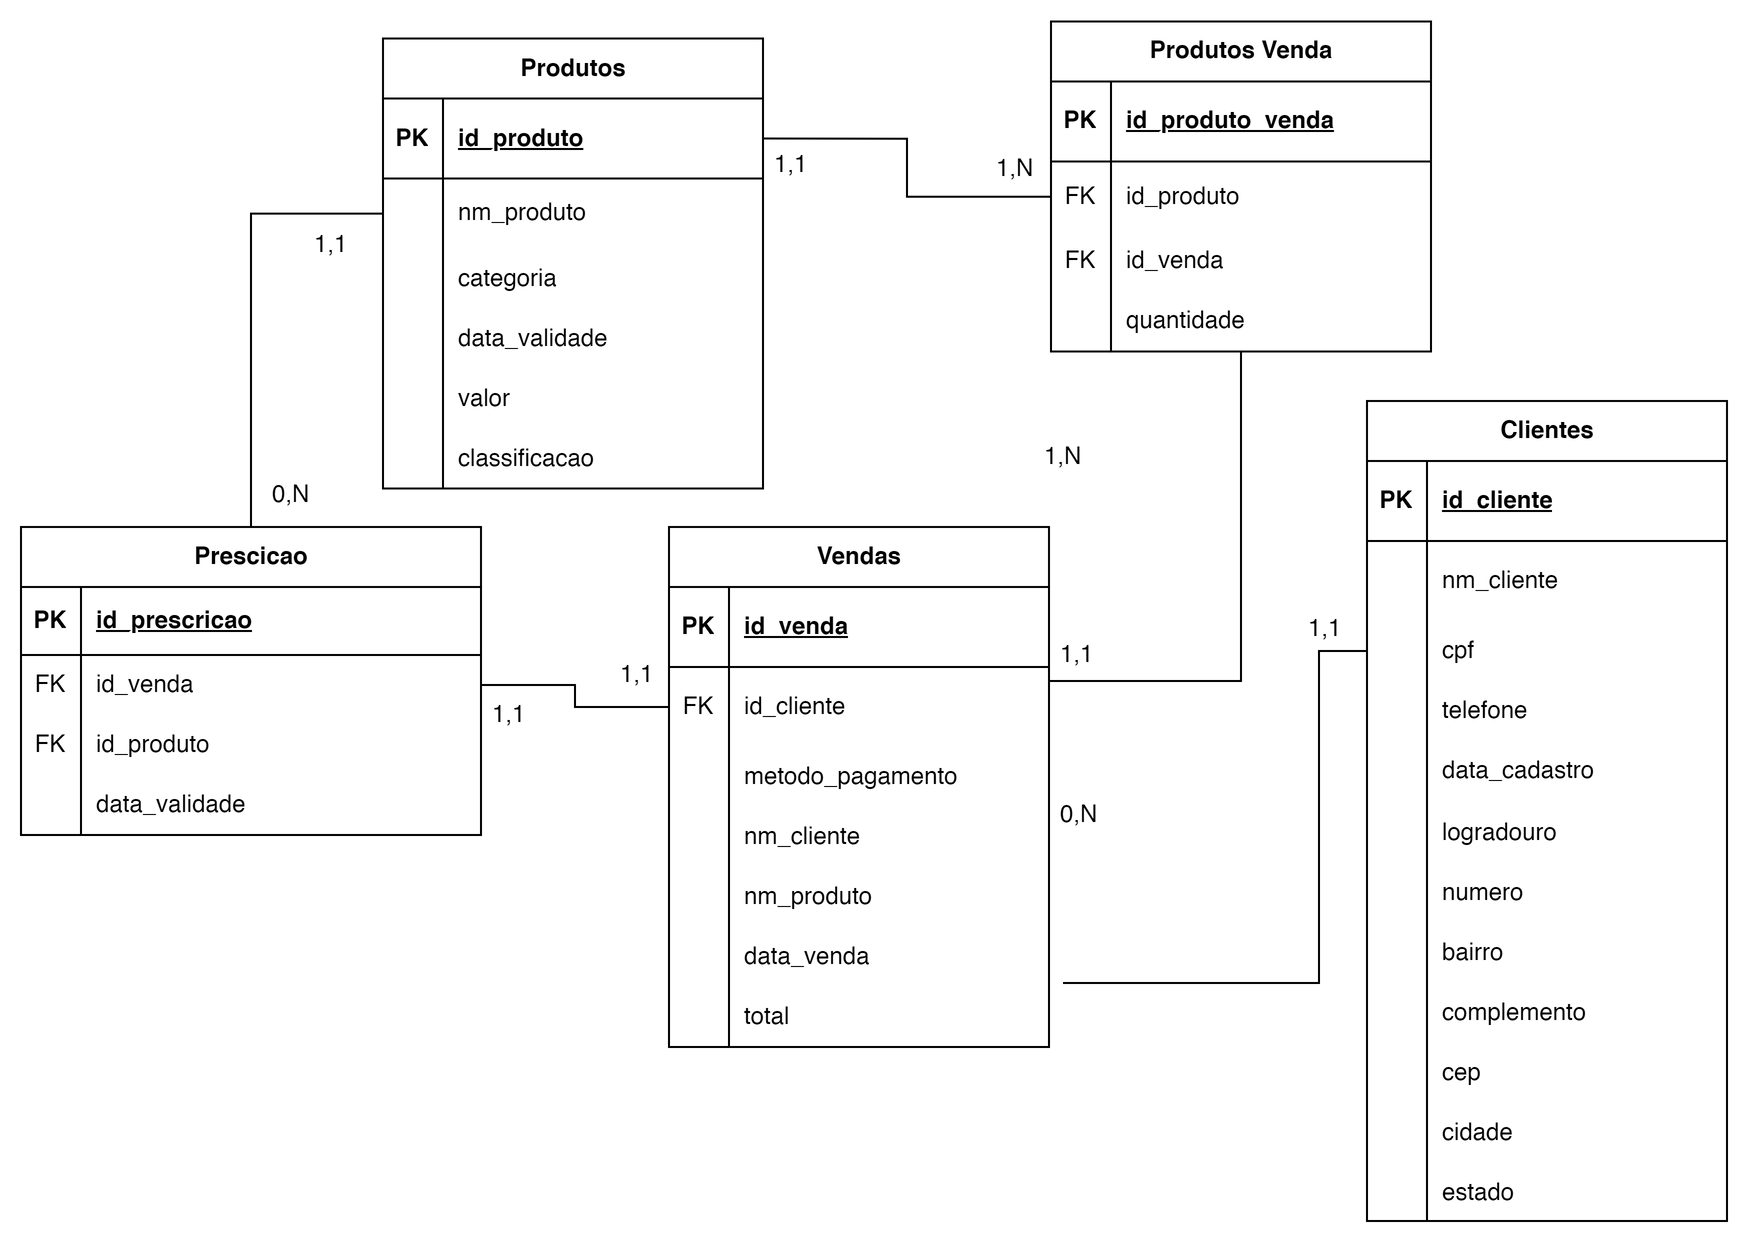 Produtos
PK id_produto
nm_produto
categoria
data_validade
valor
classificacao
1,1
1,N
Produtos Venda
PK id_produto_venda
FK id_produto
FK id_venda
quantidade
1,1
0,N
Prescicao
PK id_prescricao
FK id_venda
FK id_produto
data_validade
1,1
1,1
Vendas
PK id_venda
FK id_cliente
metodo_pagamento
nm_cliente
nm_produto
data_venda
total
1,N
1,1
0,N
1,1
Clientes
PK id_cliente
nm_cliente
cpf
telefone
data_cadastro
logradouro
numero
bairro
complemento
cep
cidade
estado